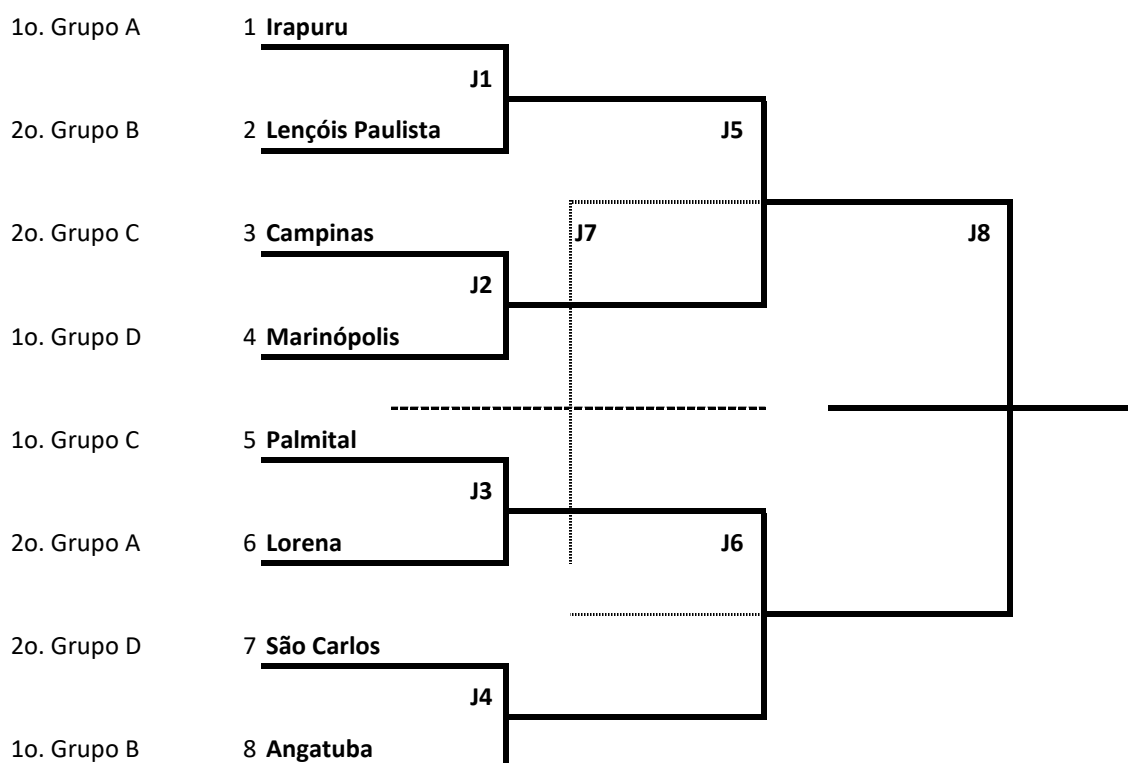 1o. Grupo A 1 Irapuru
J1
2o. Grupo B 2 Lençóis Paulista J5
2o. Grupo C 3 Campinas J7 J8
J2
1o. Grupo D 4 Marinópolis
1o. Grupo C 5 Palmital
J3
2o. Grupo A 6 Lorena J6
2o. Grupo D 7 São Carlos
J4
1o. Grupo B 8 Angatuba